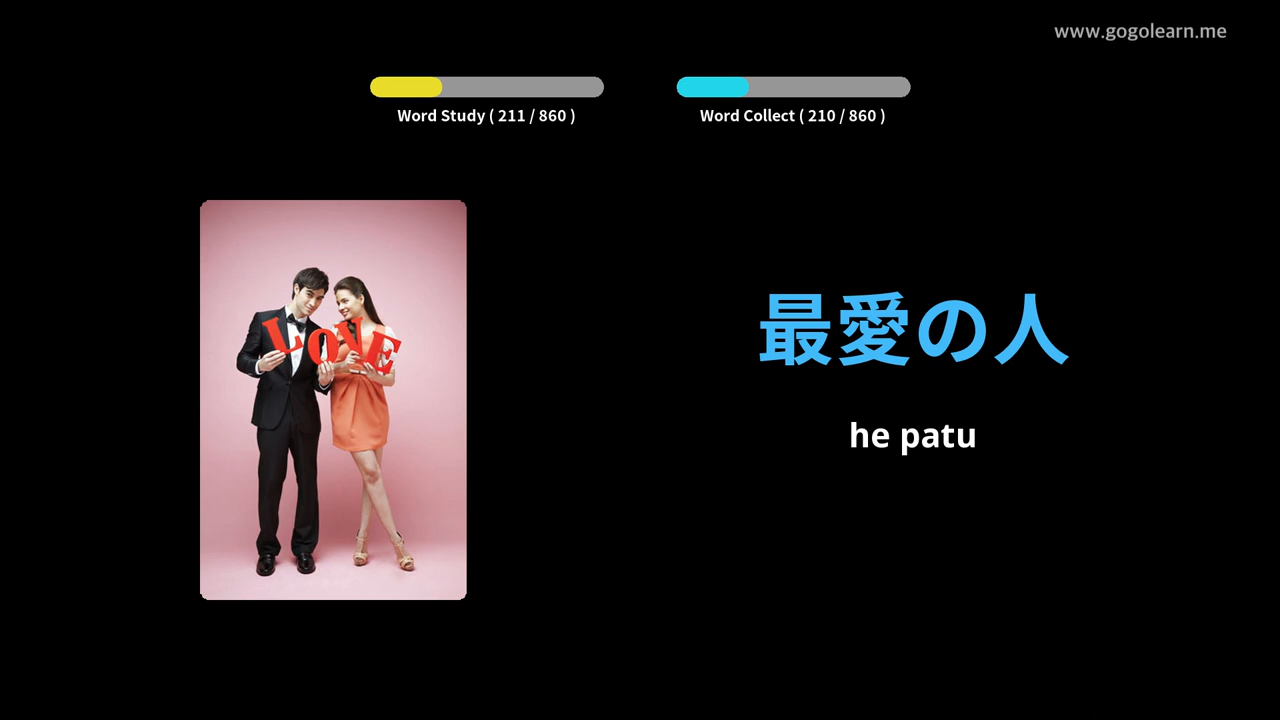 www.gogolearn.me
Word Study ( 211 / 860 )
Word Collect ( 210 / 860 )
LOVE
最愛の人
he patu